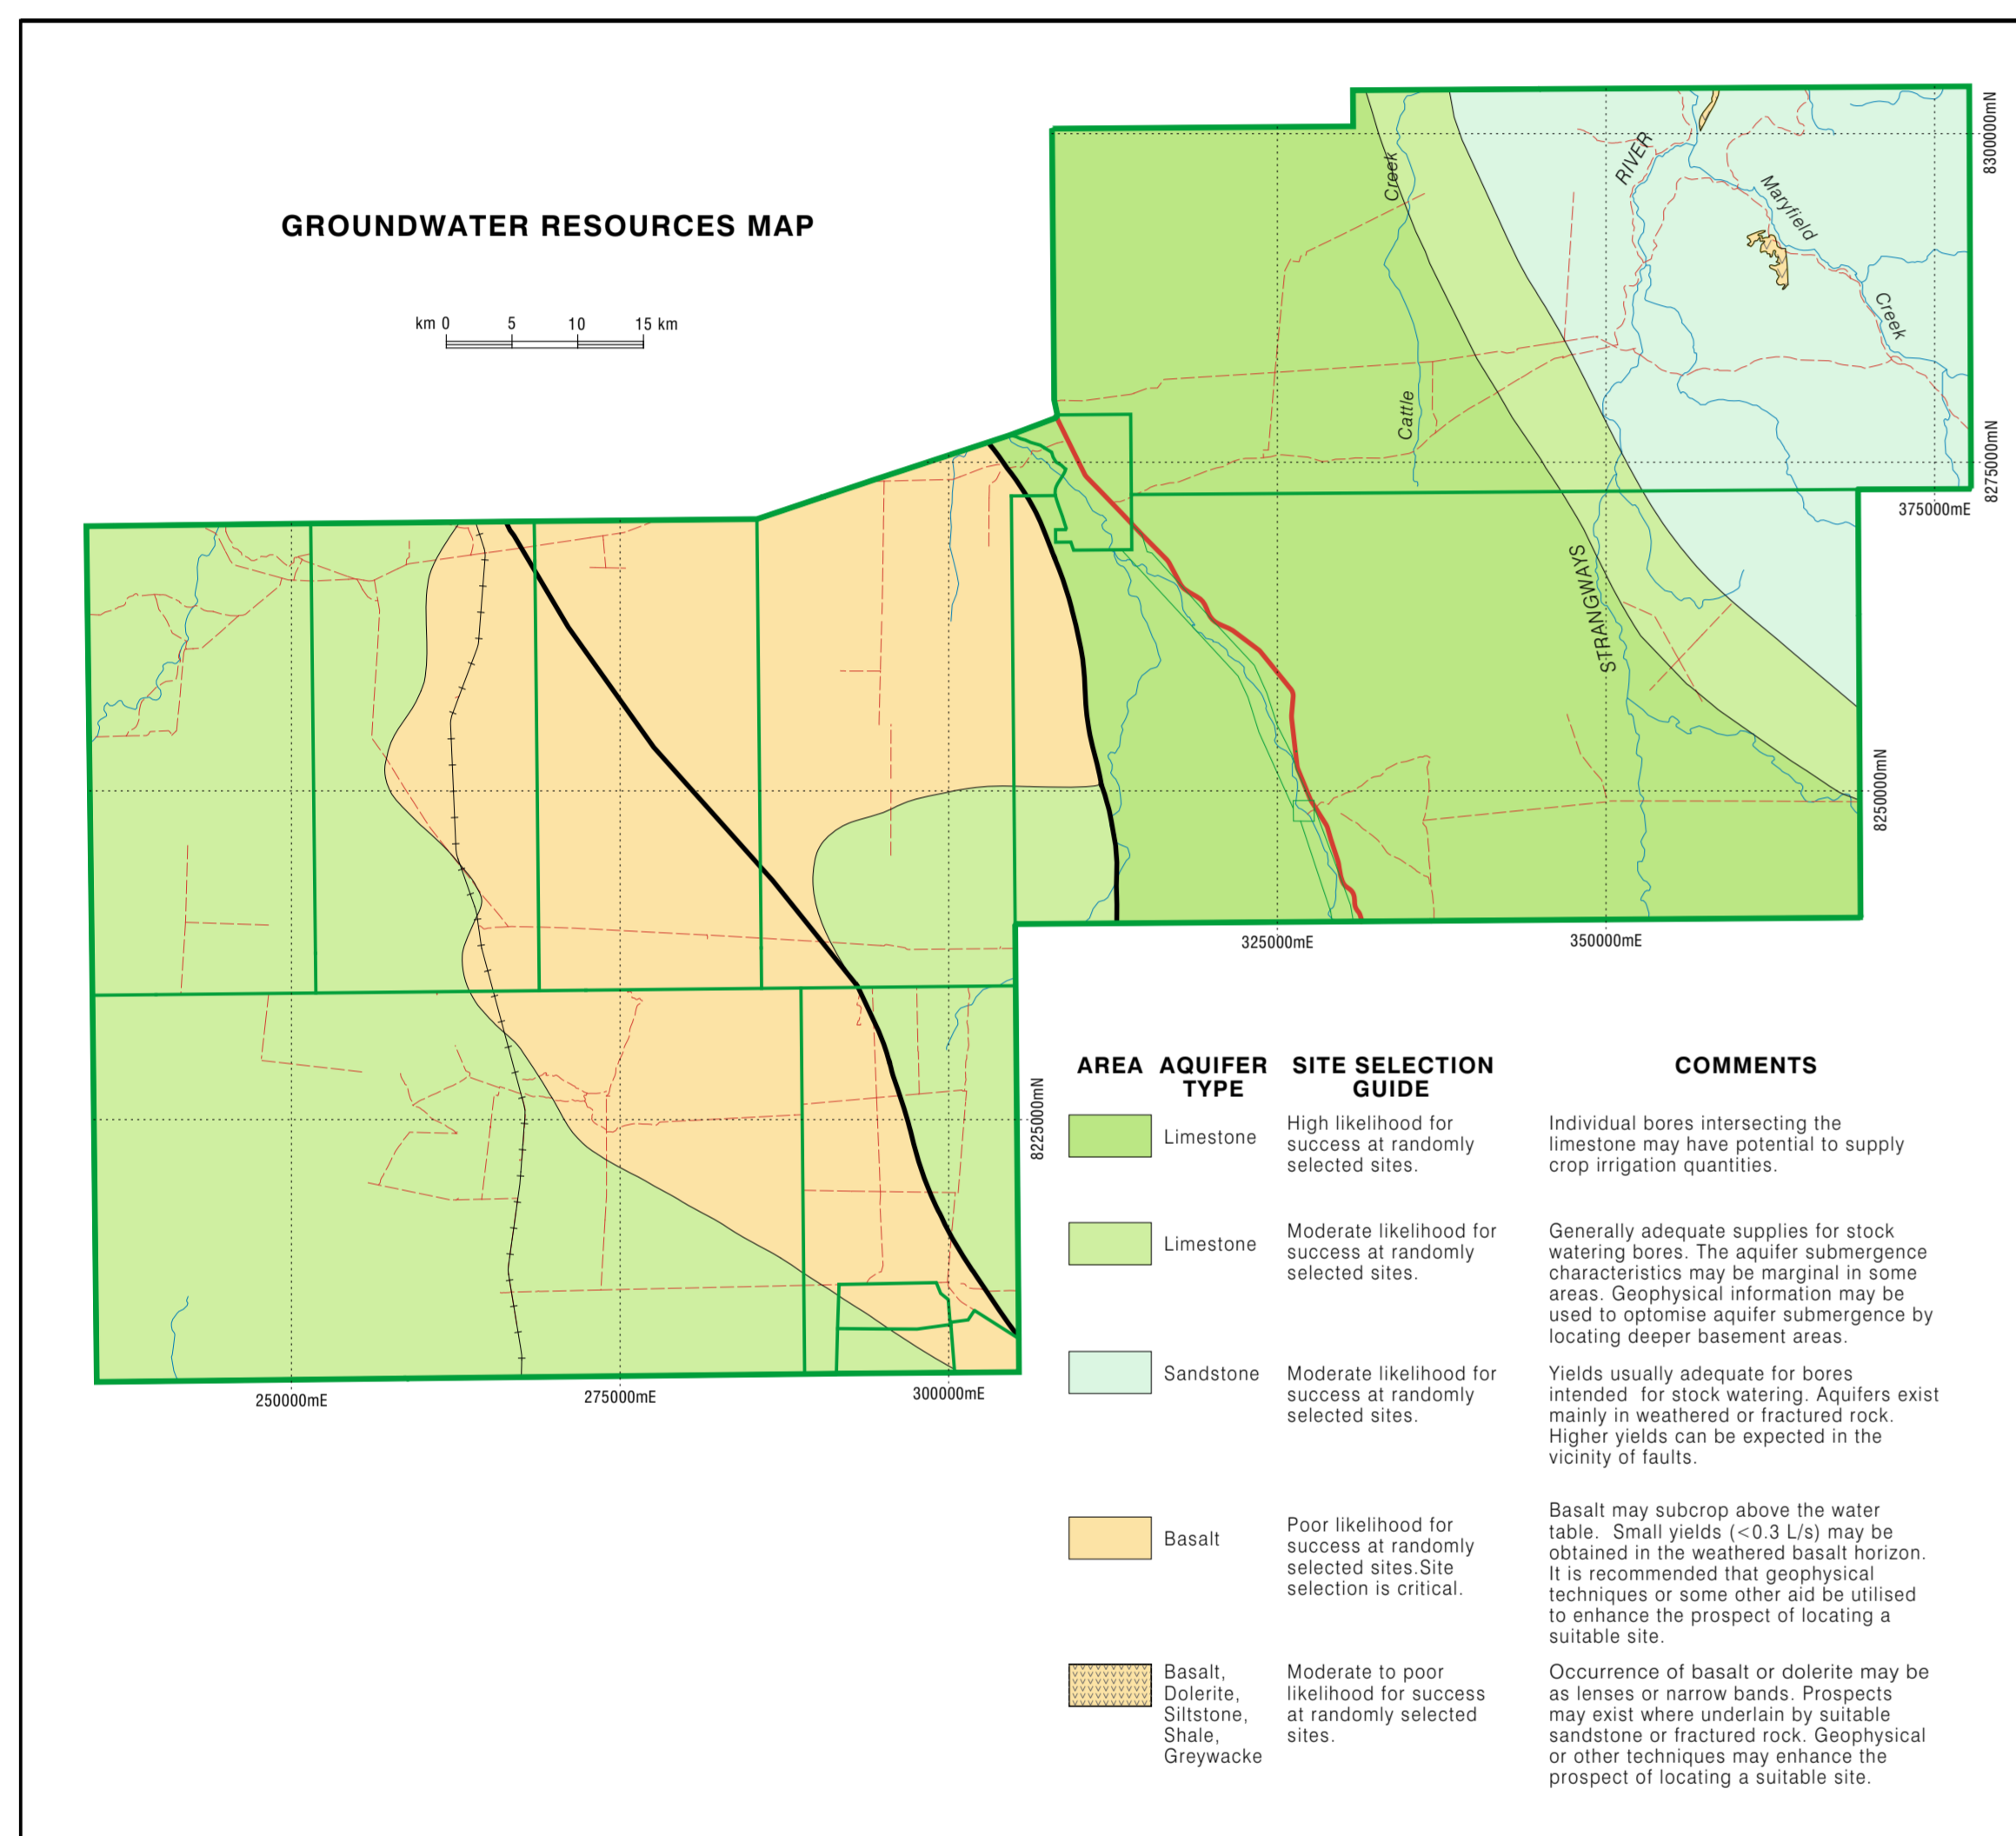 GROUNDWATER RESOURCES MAP
km 0 5 10 15 km
Creek
RIVER
Maryfield
Creek
Cattle
STRANGWAYS
8300000mN
8275000mN
375000mE
8250000mN
325000mE
350000mE
8225000mN
250000mE
275000mE
300000mE
AREA AQUIFER SITE SELECTION COMMENTS
TYPE GUIDE
Limestone
High likelihood for
success at randomly
selected sites.
Individual bores intersecting the
limestone may have potential to supply
crop irrigation quantities.
Limestone
Moderate likelihood for
success at randomly
selected sites.
Generally adequate supplies for stock
watering bores. The aquifer submergence
characteristics may be marginal in some
areas. Geophysical information may be
used to optomise aquifer submergence by
locating deeper basement areas.
Sandstone
Moderate likelihood for
success at randomly
selected sites.
Yields usually adequate for bores
intended for stock watering. Aquifers exist
mainly in weathered or fractured rock.
Higher yields can be expected in the
vicinity of faults.
Basalt
Poor likelihood for
success at randomly
selected sites.Site
selection is critical.
Basalt may subcrop above the water
table. Small yields (<0.3 L/s) may be
obtained in the weathered basalt horizon.
It is recommended that geophysical
techniques or some other aid be utilised
to enhance the prospect of locating a
suitable site.
Basalt,
Dolerite,
Siltstone,
Shale,
Greywacke
Moderate to poor
likelihood for success
at randomly selected
sites.
Occurrence of basalt or dolerite may be
as lenses or narrow bands. Prospects
may exist where underlain by suitable
sandstone or fractured rock. Geophysical
or other techniques may enhance the
prospect of locating a suitable site.